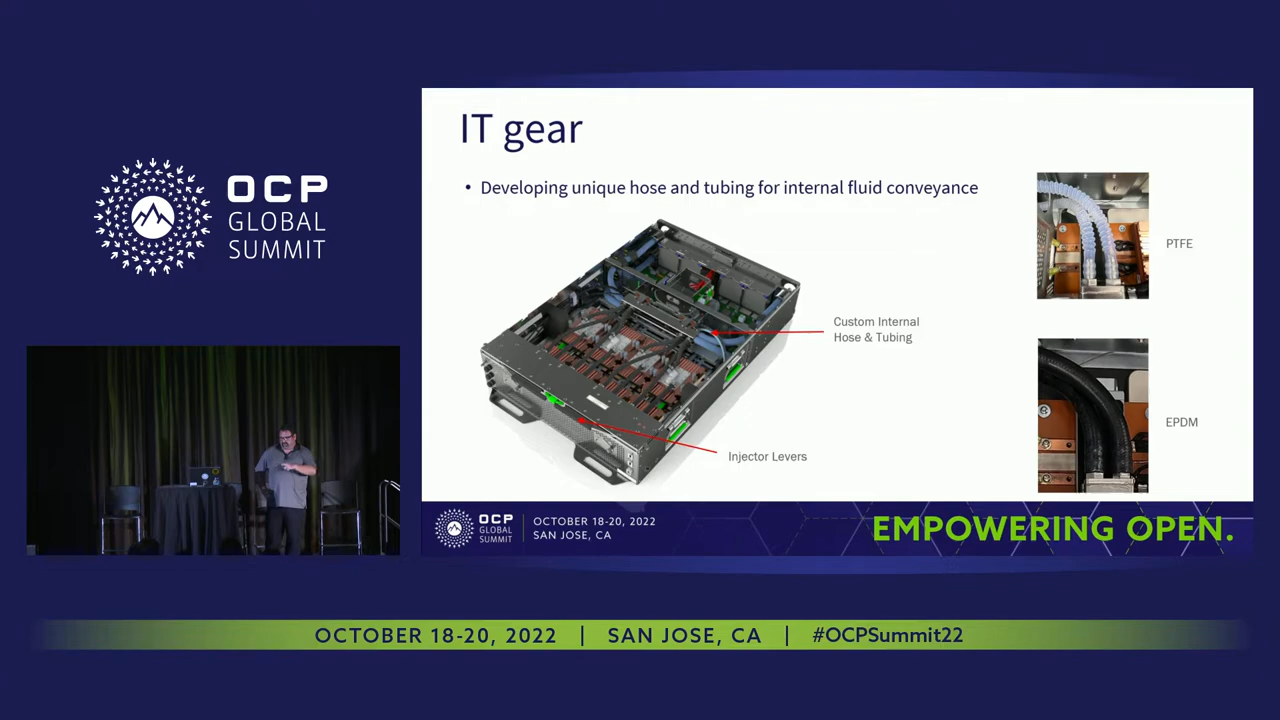 OCP
GLOBAL
SUMMIT
IT gear
• Developing unique hose and tubing for internal fluid conveyance
PTFE
Custom Internal
Hose & Tubing
EPDM
Injector Levers
OCP
GLOBAL
SUMMIT
OCTOBER 18-20, 2022
SAN JOSE, CA
EMPOWERING OPEN.
OCTOBER 18-20, 2022 | SAN JOSE, CA | #OCPSummit22